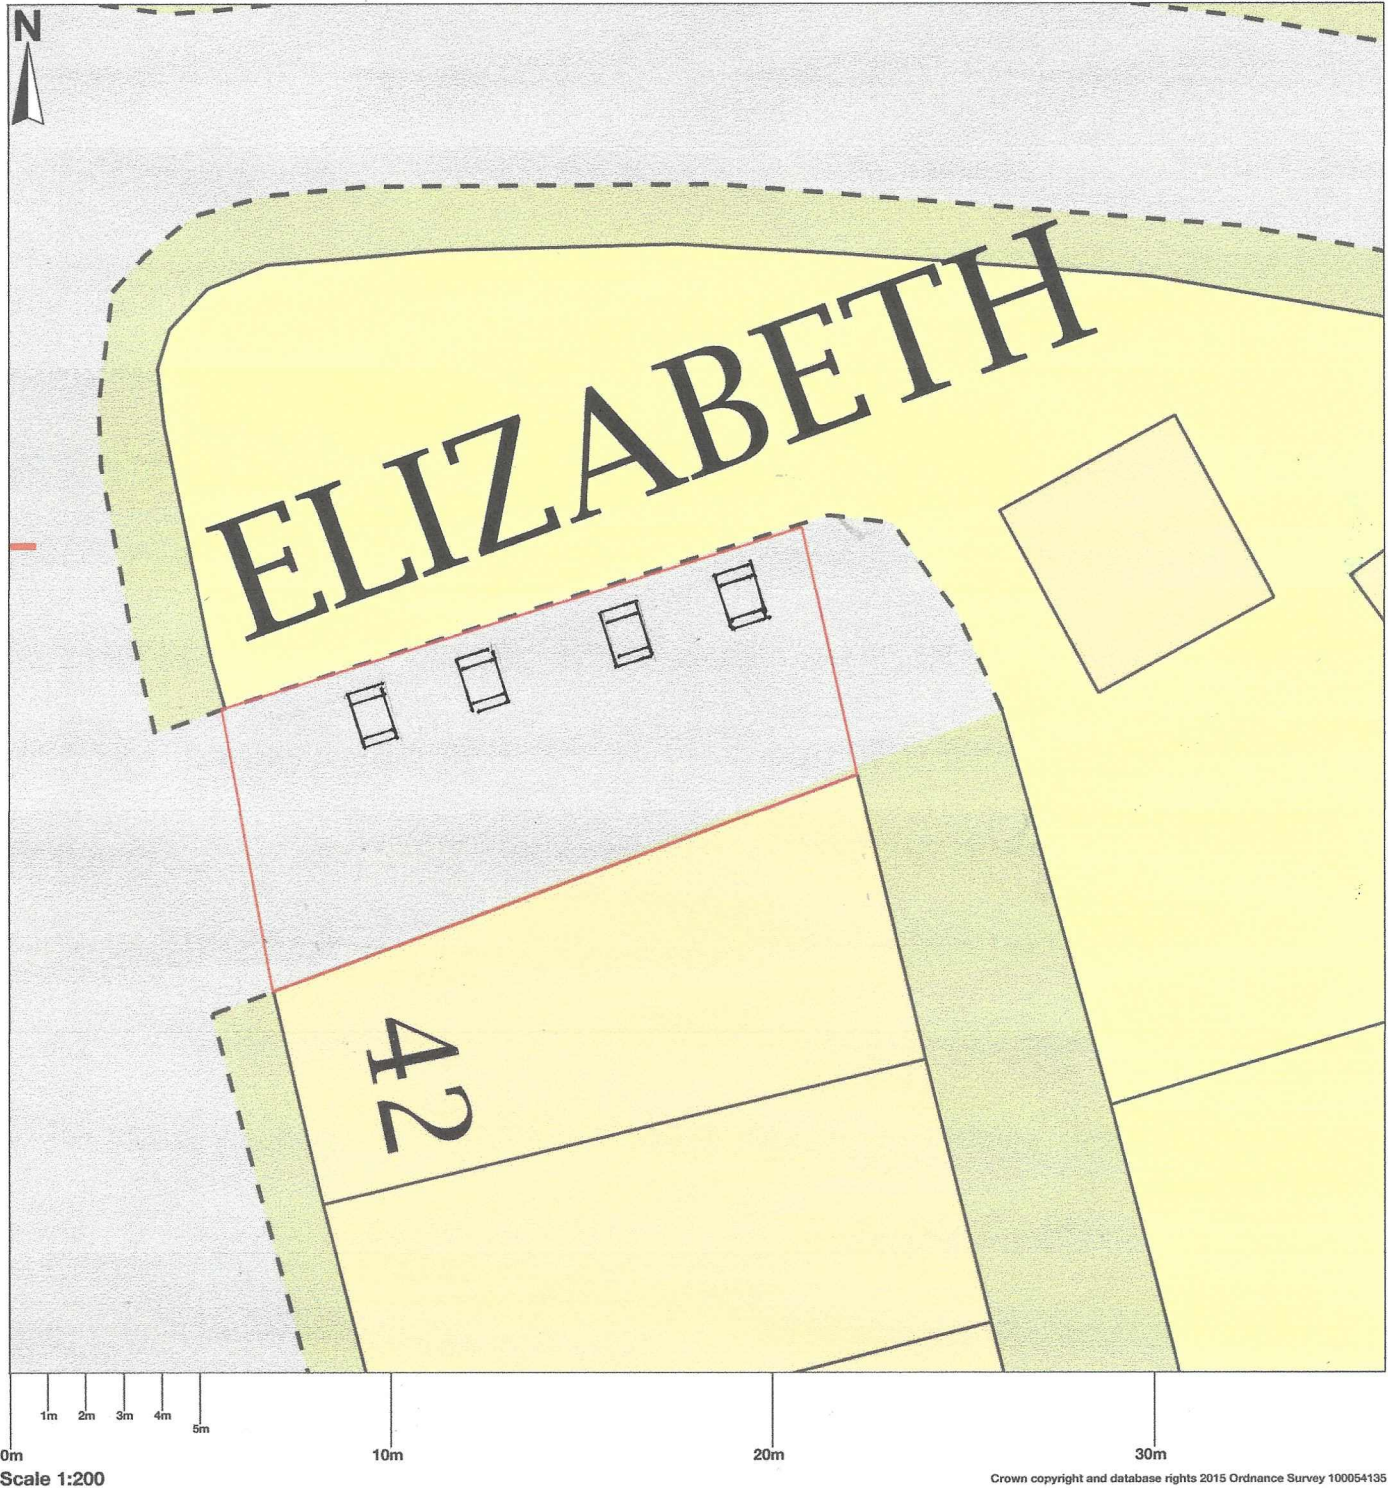 N
ELIZABETH
42
1m 2m 3m 4m
5m
0m 10m 20m 30m
Scale 1:200
Crown copyright and database rights 2015 Ordnance Survey 100054135